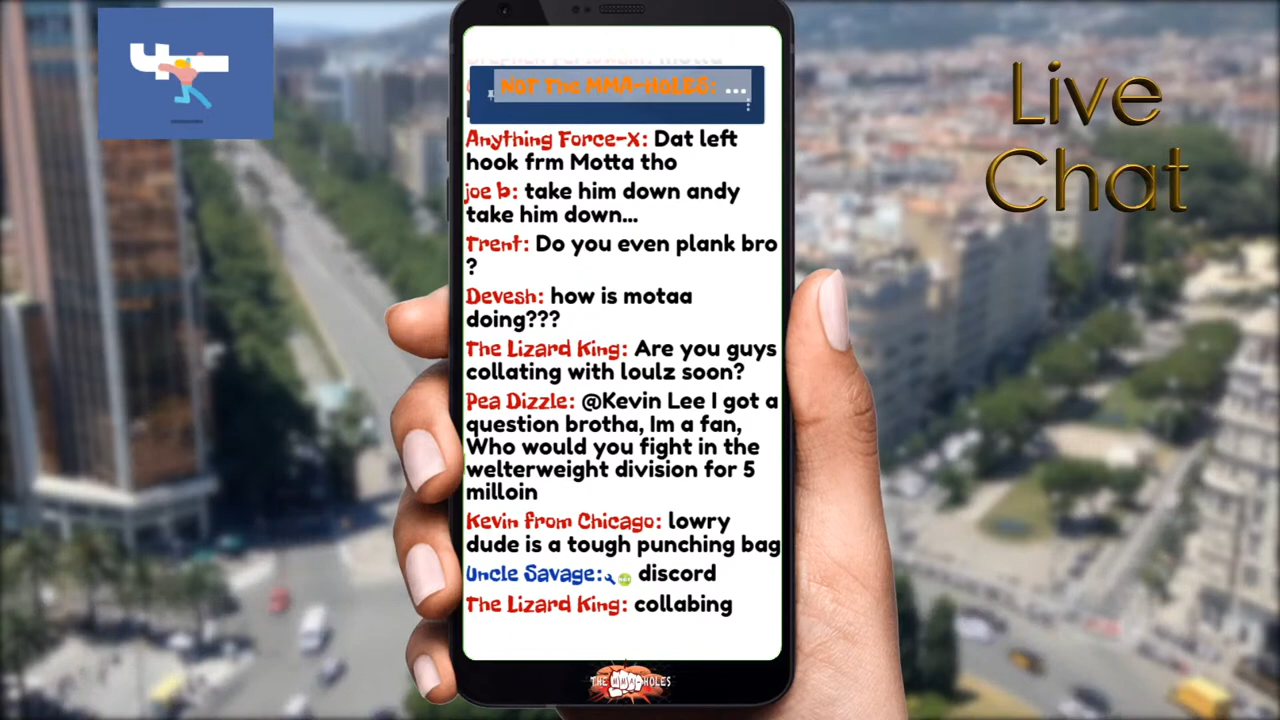 NOT The MMA-HOLES: ...
Anything Force-X: Dat left
hook frm Motta tho
joe b: take him down andy
take him down...
Trent: Do you even plank bro
?
Devesh: how is motaa
doing???
The Lizard King: Are you guys
collating with loulz soon?
Pea Dizzle: @Kevin Lee I got a
question brotha, Im a fan,
Who would you fight in the
welterweight division for 5
milloin
Kevin from Chicago: lowry
dude is a tough punching bag
Uncle Savage: discord
The Lizard King: collabing
THE MMA-HOLES
Live
Chat